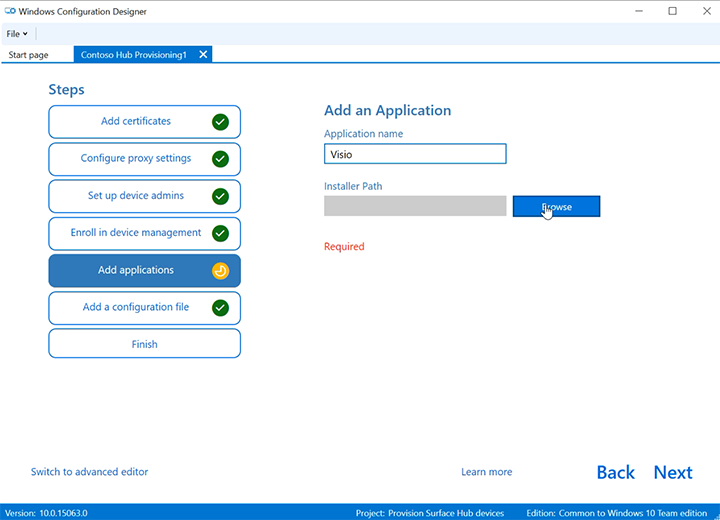 Windows Configuration Designer
File
Start page
Contoso Hub Provisioning1
Steps
Add certificates
Configure proxy settings
Set up device admins
Enroll in device management
Add applications
Add a configuration file
Finish
Add an Application
Application name
Visio
Installer Path
Browse
Required
Switch to advanced editor
Learn more
Back
Next
Version: 10.0.15063.0
Project: Provision Surface Hub devices
Edition: Common to Windows 10 Team edition